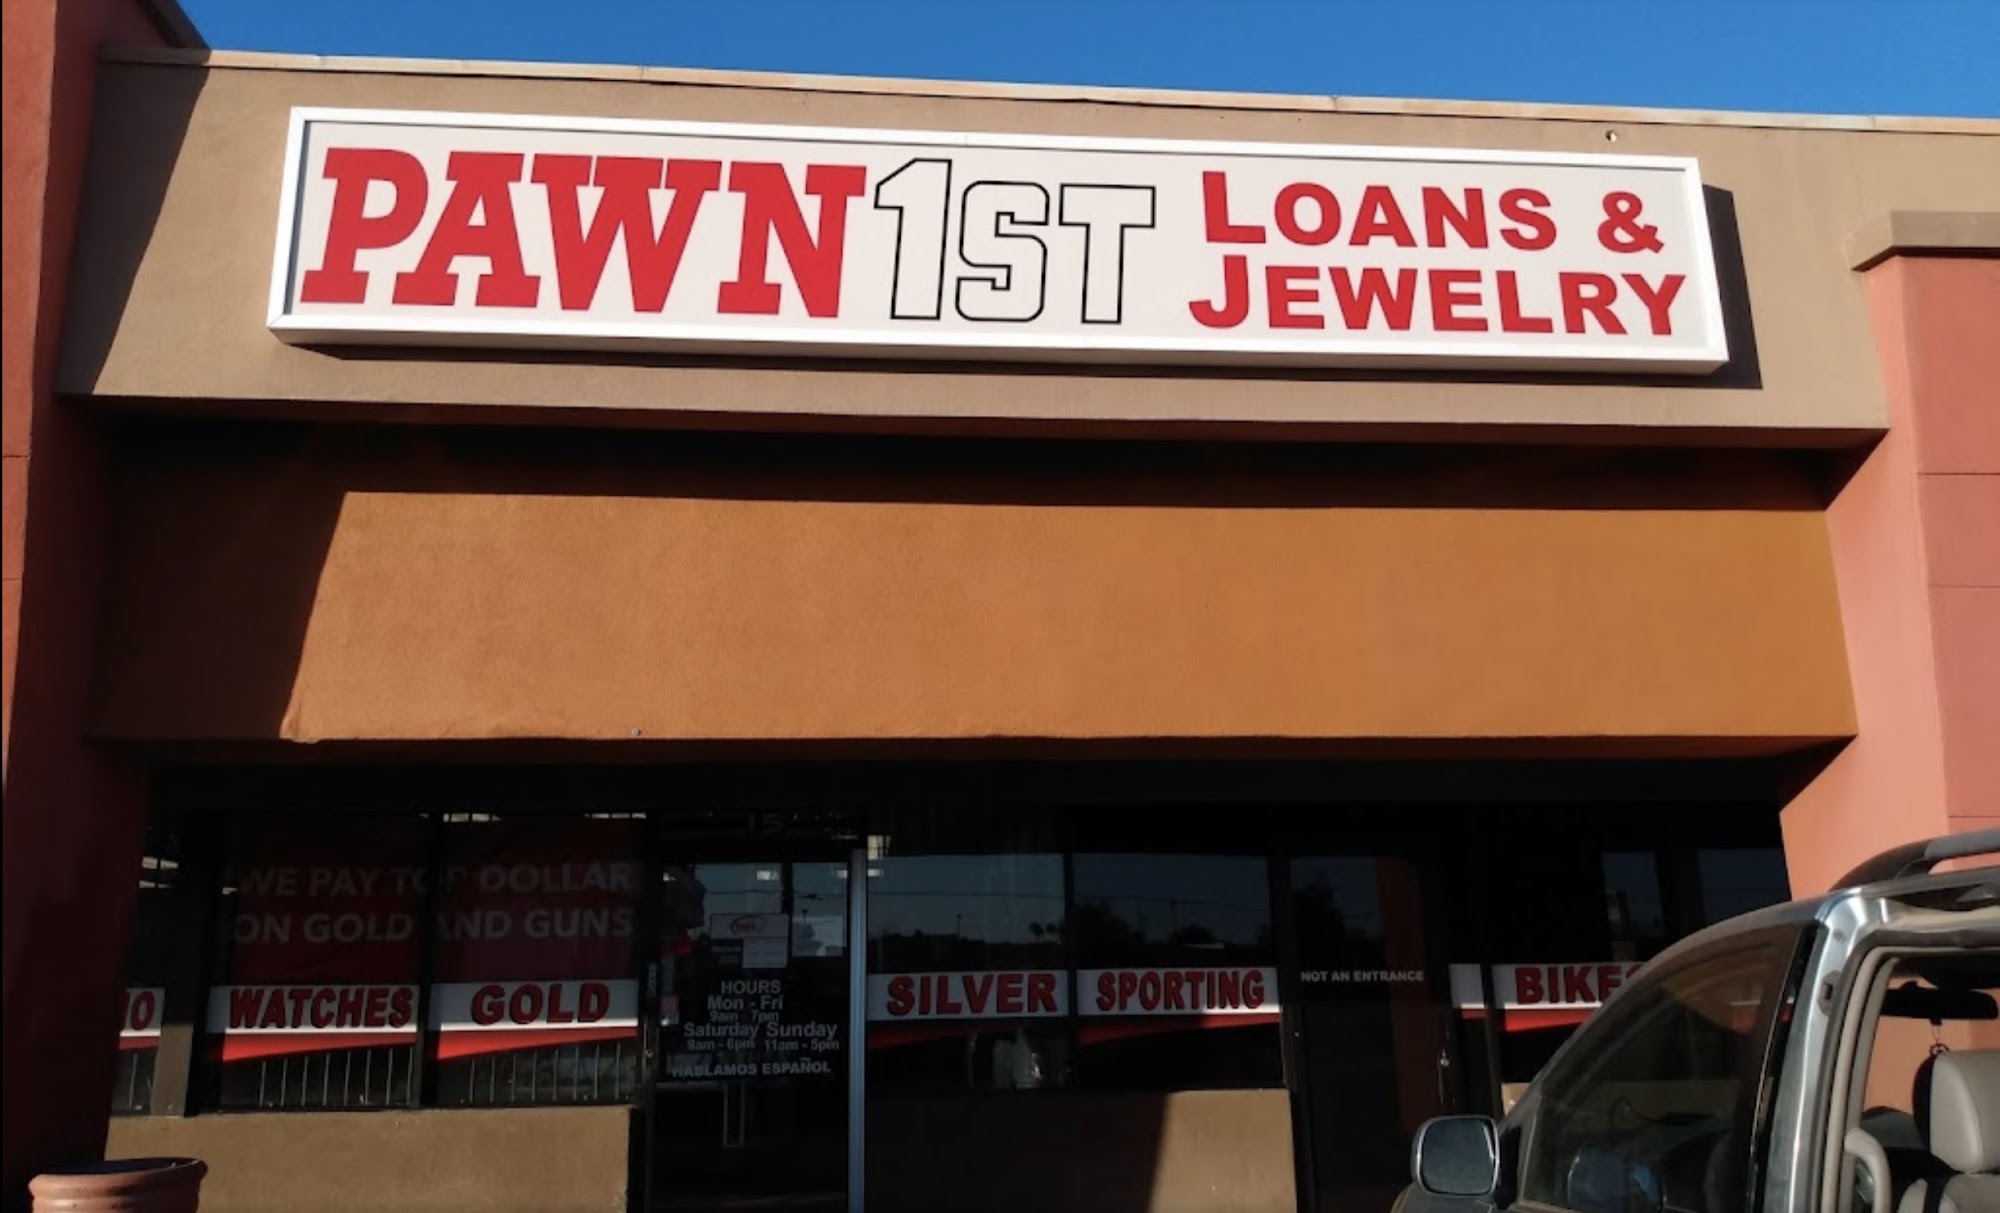 PAWN 1ST
LOANS &
JEWELRY
WE PAY TOP DOLLAR
ON GOLD AND GUNS
WATCHES
GOLD
HOURS
Mon - Fri
9am - 7pm
Saturday Sunday
9am - 6pm 11am - 5pm
HABLAMOS ESPAÑOL
SILVER
SPORTING
NOT AN ENTRANCE
BIKES